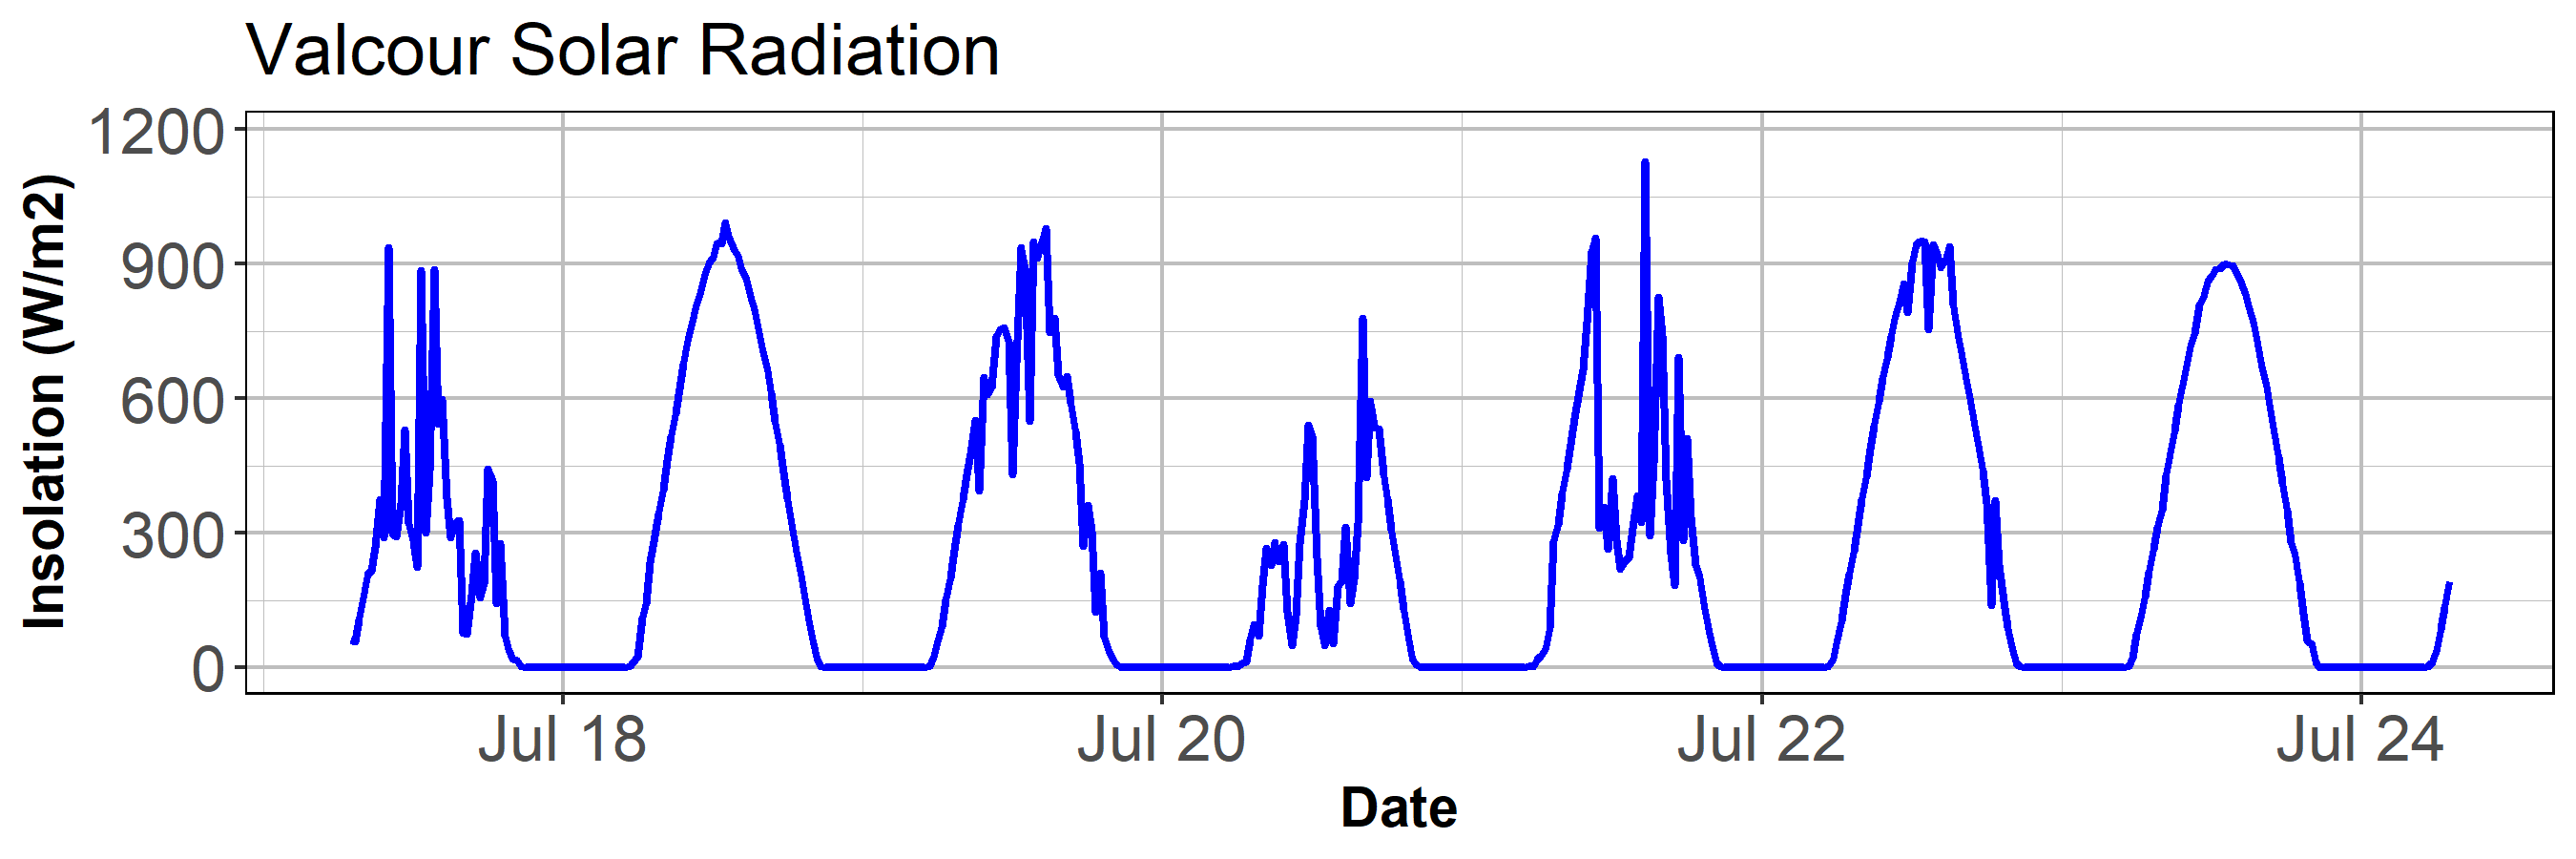 Valcour Solar Radiation
1200
900
600
300
0
Insolation (W/m2)
Jul 18
Jul 20
Jul 22
Jul 24
Date